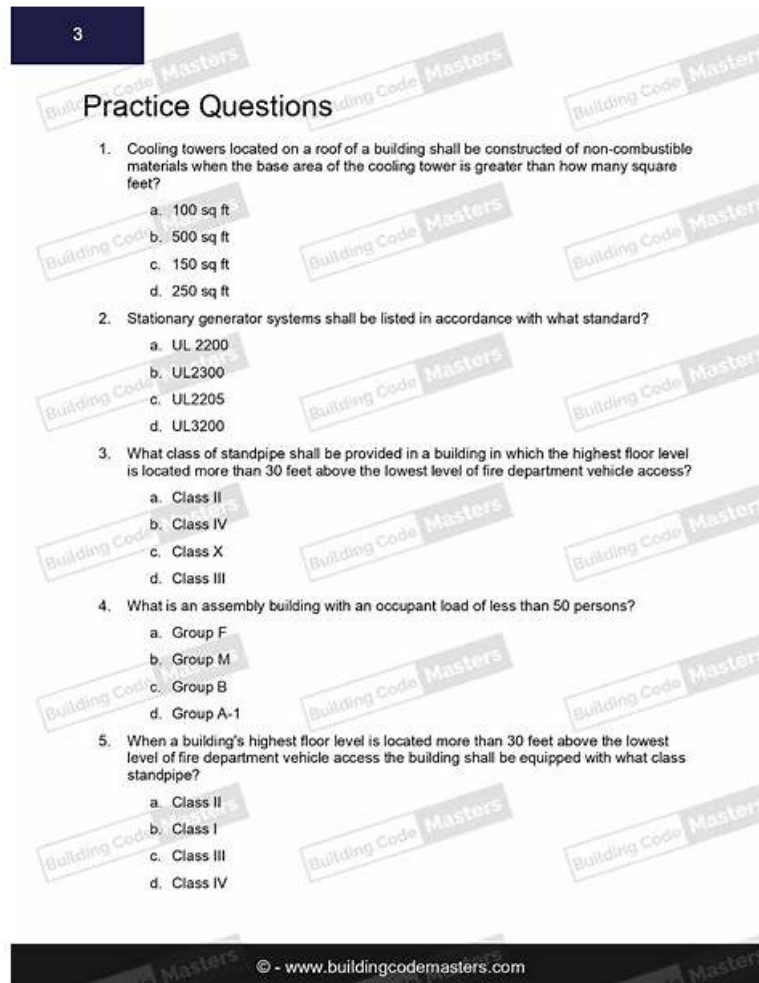 3
Practice Questions
1. Cooling towers located on a roof of a building shall be constructed of non-combustible
materials when the base area of the cooling tower is greater than how many square
feet?
a. 100 sq ft
b. 500 sq ft
c. 150 sq ft
d. 250 sq ft
2. Stationary generator systems shall be listed in accordance with what standard?
a. UL 2200
b. UL2300
c. UL2205
d. UL3200
3. What class of standpipe shall be provided in a building in which the highest floor level
is located more than 30 feet above the lowest level of fire department vehicle access?
a. Class II
b. Class IV
c. Class X
d. Class III
4. What is an assembly building with an occupant load of less than 50 persons?
a. Group F
b. Group M
c. Group B
d. Group A-1
5. When a building's highest floor level is located more than 30 feet above the lowest
level of fire department vehicle access the building shall be equipped with what class
standpipe?
a. Class II
b. Class I
c. Class III
d. Class IV
© - www.buildingcodemasters.com
Building Code Masters